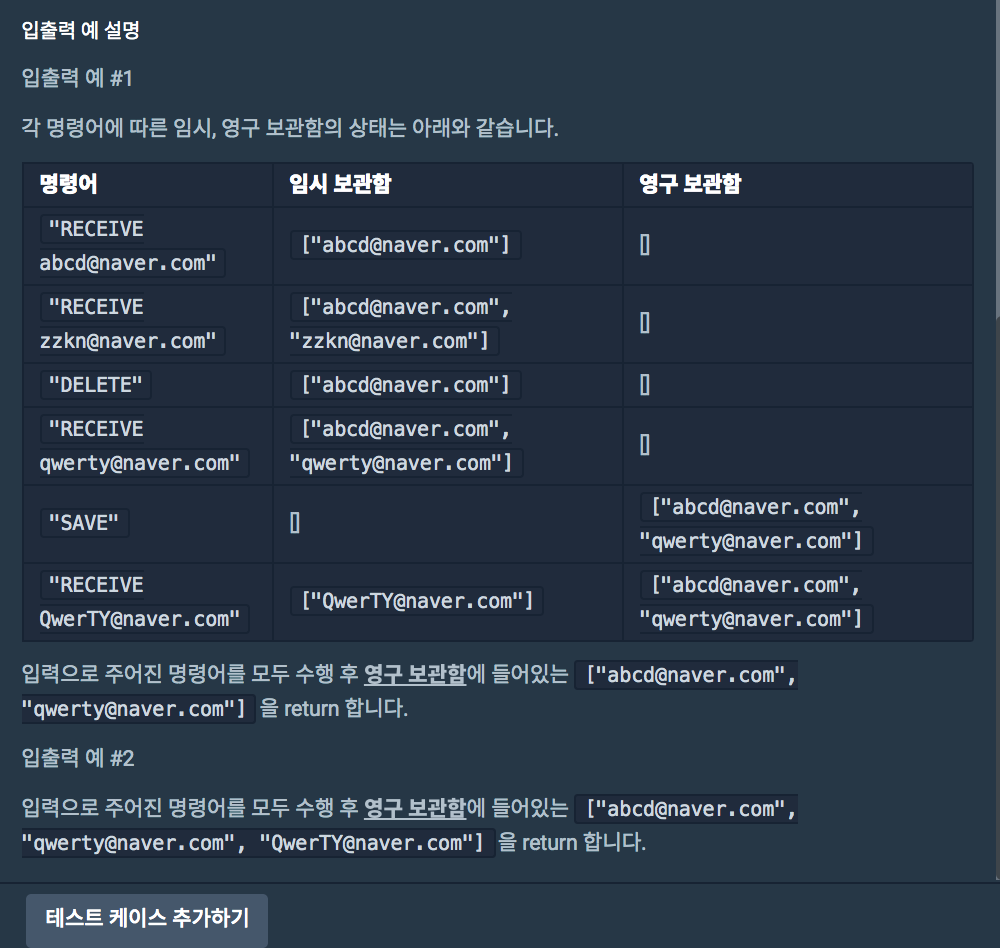 입출력 예 설명
입출력 예 #1
각 명령어에 따른 임시, 영구 보관함의 상태는 아래와 같습니다.
명령어 임시 보관함 영구 보관함
"RECEIVE
abcd@naver.com"
["abcd@naver.com"]
[]
"RECEIVE
zzkn@naver.com"
["abcd@naver.com",
"zzkn@naver.com"]
[]
"DELETE"
["abcd@naver.com"]
[]
"RECEIVE
qwerty@naver.com"
["abcd@naver.com",
"qwerty@naver.com"]
[]
"SAVE"
[]
["abcd@naver.com",
"qwerty@naver.com"]
"RECEIVE
QwerTY@naver.com"
["QwerTY@naver.com"]
["abcd@naver.com",
"qwerty@naver.com"]
입력으로 주어진 명령어를 모두 수행 후 영구 보관함에 들어있는 ["abcd@naver.com",
"qwerty@naver.com"] 을 return 합니다.
입출력 예 #2
입력으로 주어진 명령어를 모두 수행 후 영구 보관함에 들어있는 ["abcd@naver.com",
"qwerty@naver.com", "QwerTY@naver.com"] 을 return 합니다.
테스트 케이스 추가하기